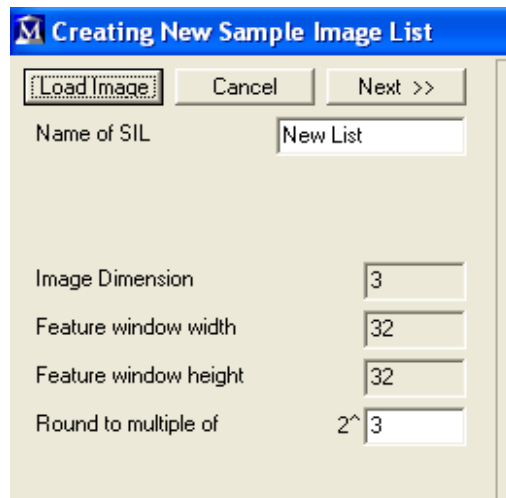 Creating New Sample Image List
Load Image Cancel Next >>
Name of SIL New List
Image Dimension 3
Feature window width 32
Feature window height 32
Round to multiple of 2^ 3